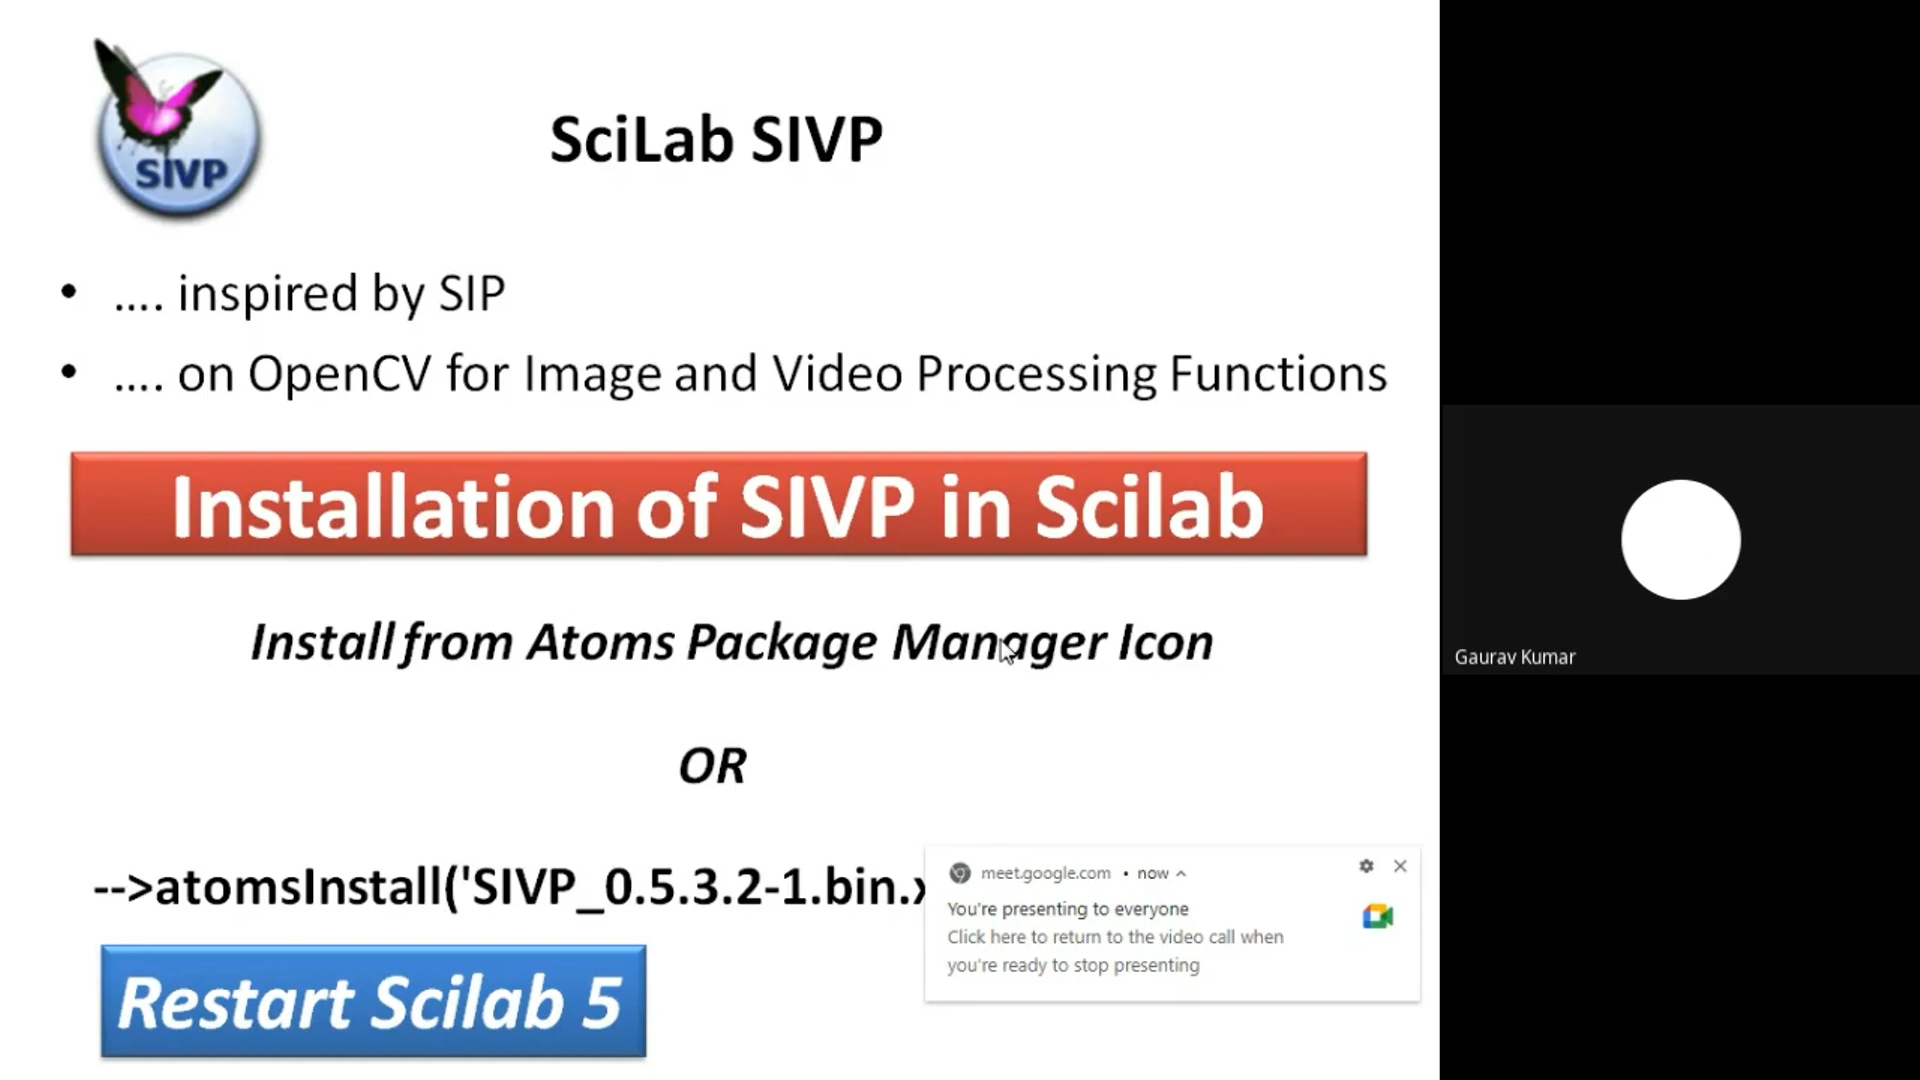 SIVP
SciLab SIVP
• .... inspired by SIP
• .... on OpenCV for Image and Video Processing Functions
Installation of SIVP in Scilab
Install from Atoms Package Manager Icon
OR
-->atomsInstall('SIVP_0.5.3.2-1.bin.x
Restart Scilab 5
meet.google.com • now
You're presenting to everyone
Click here to return to the video call when
you're ready to stop presenting
Gaurav Kumar